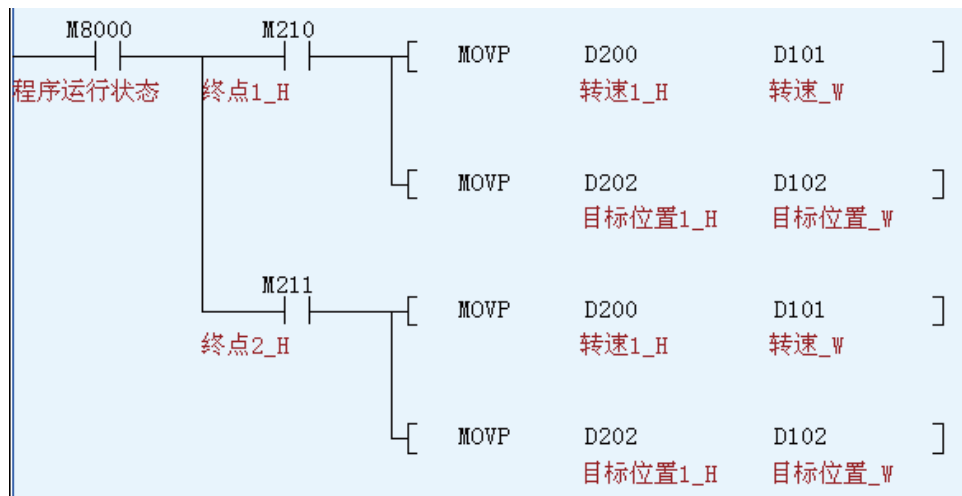 M8000 M210
MOVP D200 D101
程序运行状态 终点1_H 转速1_H 转速_W
MOVP D202 D102
目标位置1_H 目标位置_W
M211
MOVP D200 D101
终点2_H 转速1_H 转速_W
MOVP D202 D102
目标位置1_H 目标位置_W